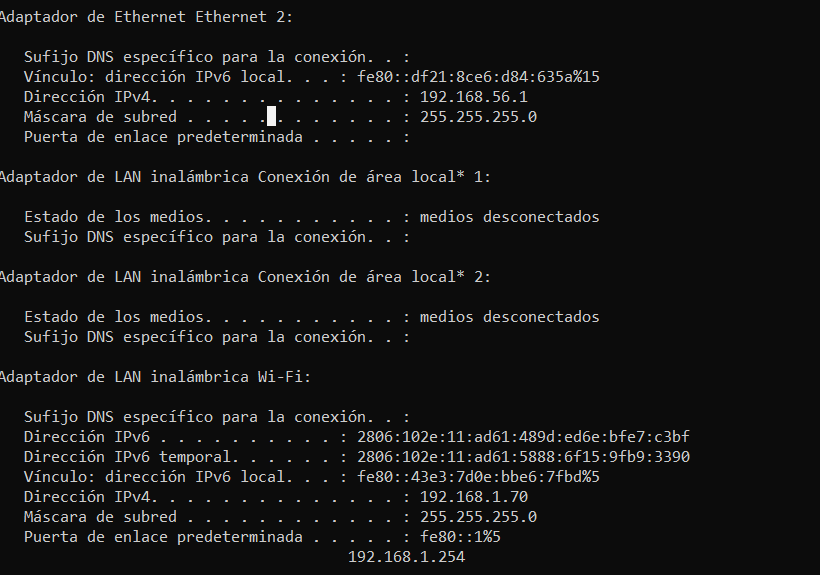 Adaptador de Ethernet Ethernet 2:
Sufijo DNS específico para la conexión. . :
Vínculo: dirección IPv6 local. . . : fe80::df21:8ce6:d84:635a%15
Dirección IPv4. . . . . . . . . . . . . . : 192.168.56.1
Máscara de subred . . . . . . . . . . . . : 255.255.255.0
Puerta de enlace predeterminada . . . . . :
Adaptador de LAN inalámbrica Conexión de área local* 1:
Estado de los medios. . . . . . . . . . . : medios desconectados
Sufijo DNS específico para la conexión. . :
Adaptador de LAN inalámbrica Conexión de área local* 2:
Estado de los medios. . . . . . . . . . . : medios desconectados
Sufijo DNS específico para la conexión. . :
Adaptador de LAN inalámbrica Wi-Fi:
Sufijo DNS específico para la conexión. . :
Dirección IPv6 . . . . . . . . . . : 2806:102e:11:ad61:489d:ed6e:bfe7:c3bf
Dirección IPv6 temporal. . . . . . : 2806:102e:11:ad61:5888:6f15:9fb9:3390
Vínculo: dirección IPv6 local. . . : fe80::43e3:7d0e:bbe6:7fbd%5
Dirección IPv4. . . . . . . . . . . . . . : 192.168.1.70
Máscara de subred . . . . . . . . . . . . : 255.255.255.0
Puerta de enlace predeterminada . . . . . : fe80::1%5
192.168.1.254